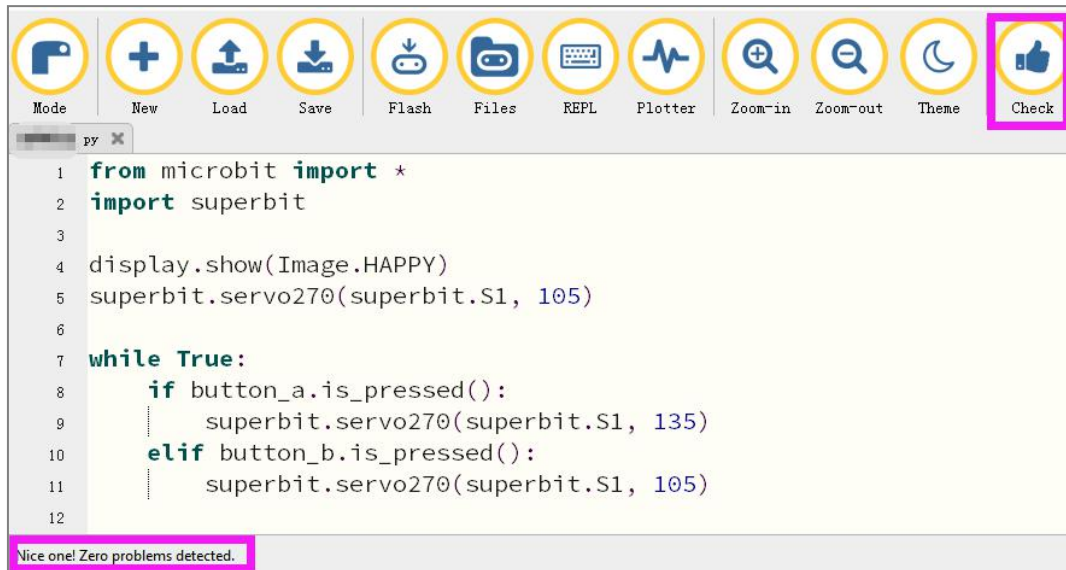 Mode New Load Save Flash Files REPL Plotter Zoom-in Zoom-out Theme Check
py
1 from microbit import *
2 import superbit
3
4 display.show(Image.HAPPY)
5 superbit.servo270(superbit.S1, 105)
6
7 while True:
8     if button_a.is_pressed():
9         superbit.servo270(superbit.S1, 135)
10     elif button_b.is_pressed():
11         superbit.servo270(superbit.S1, 105)
12
Nice one! Zero problems detected.